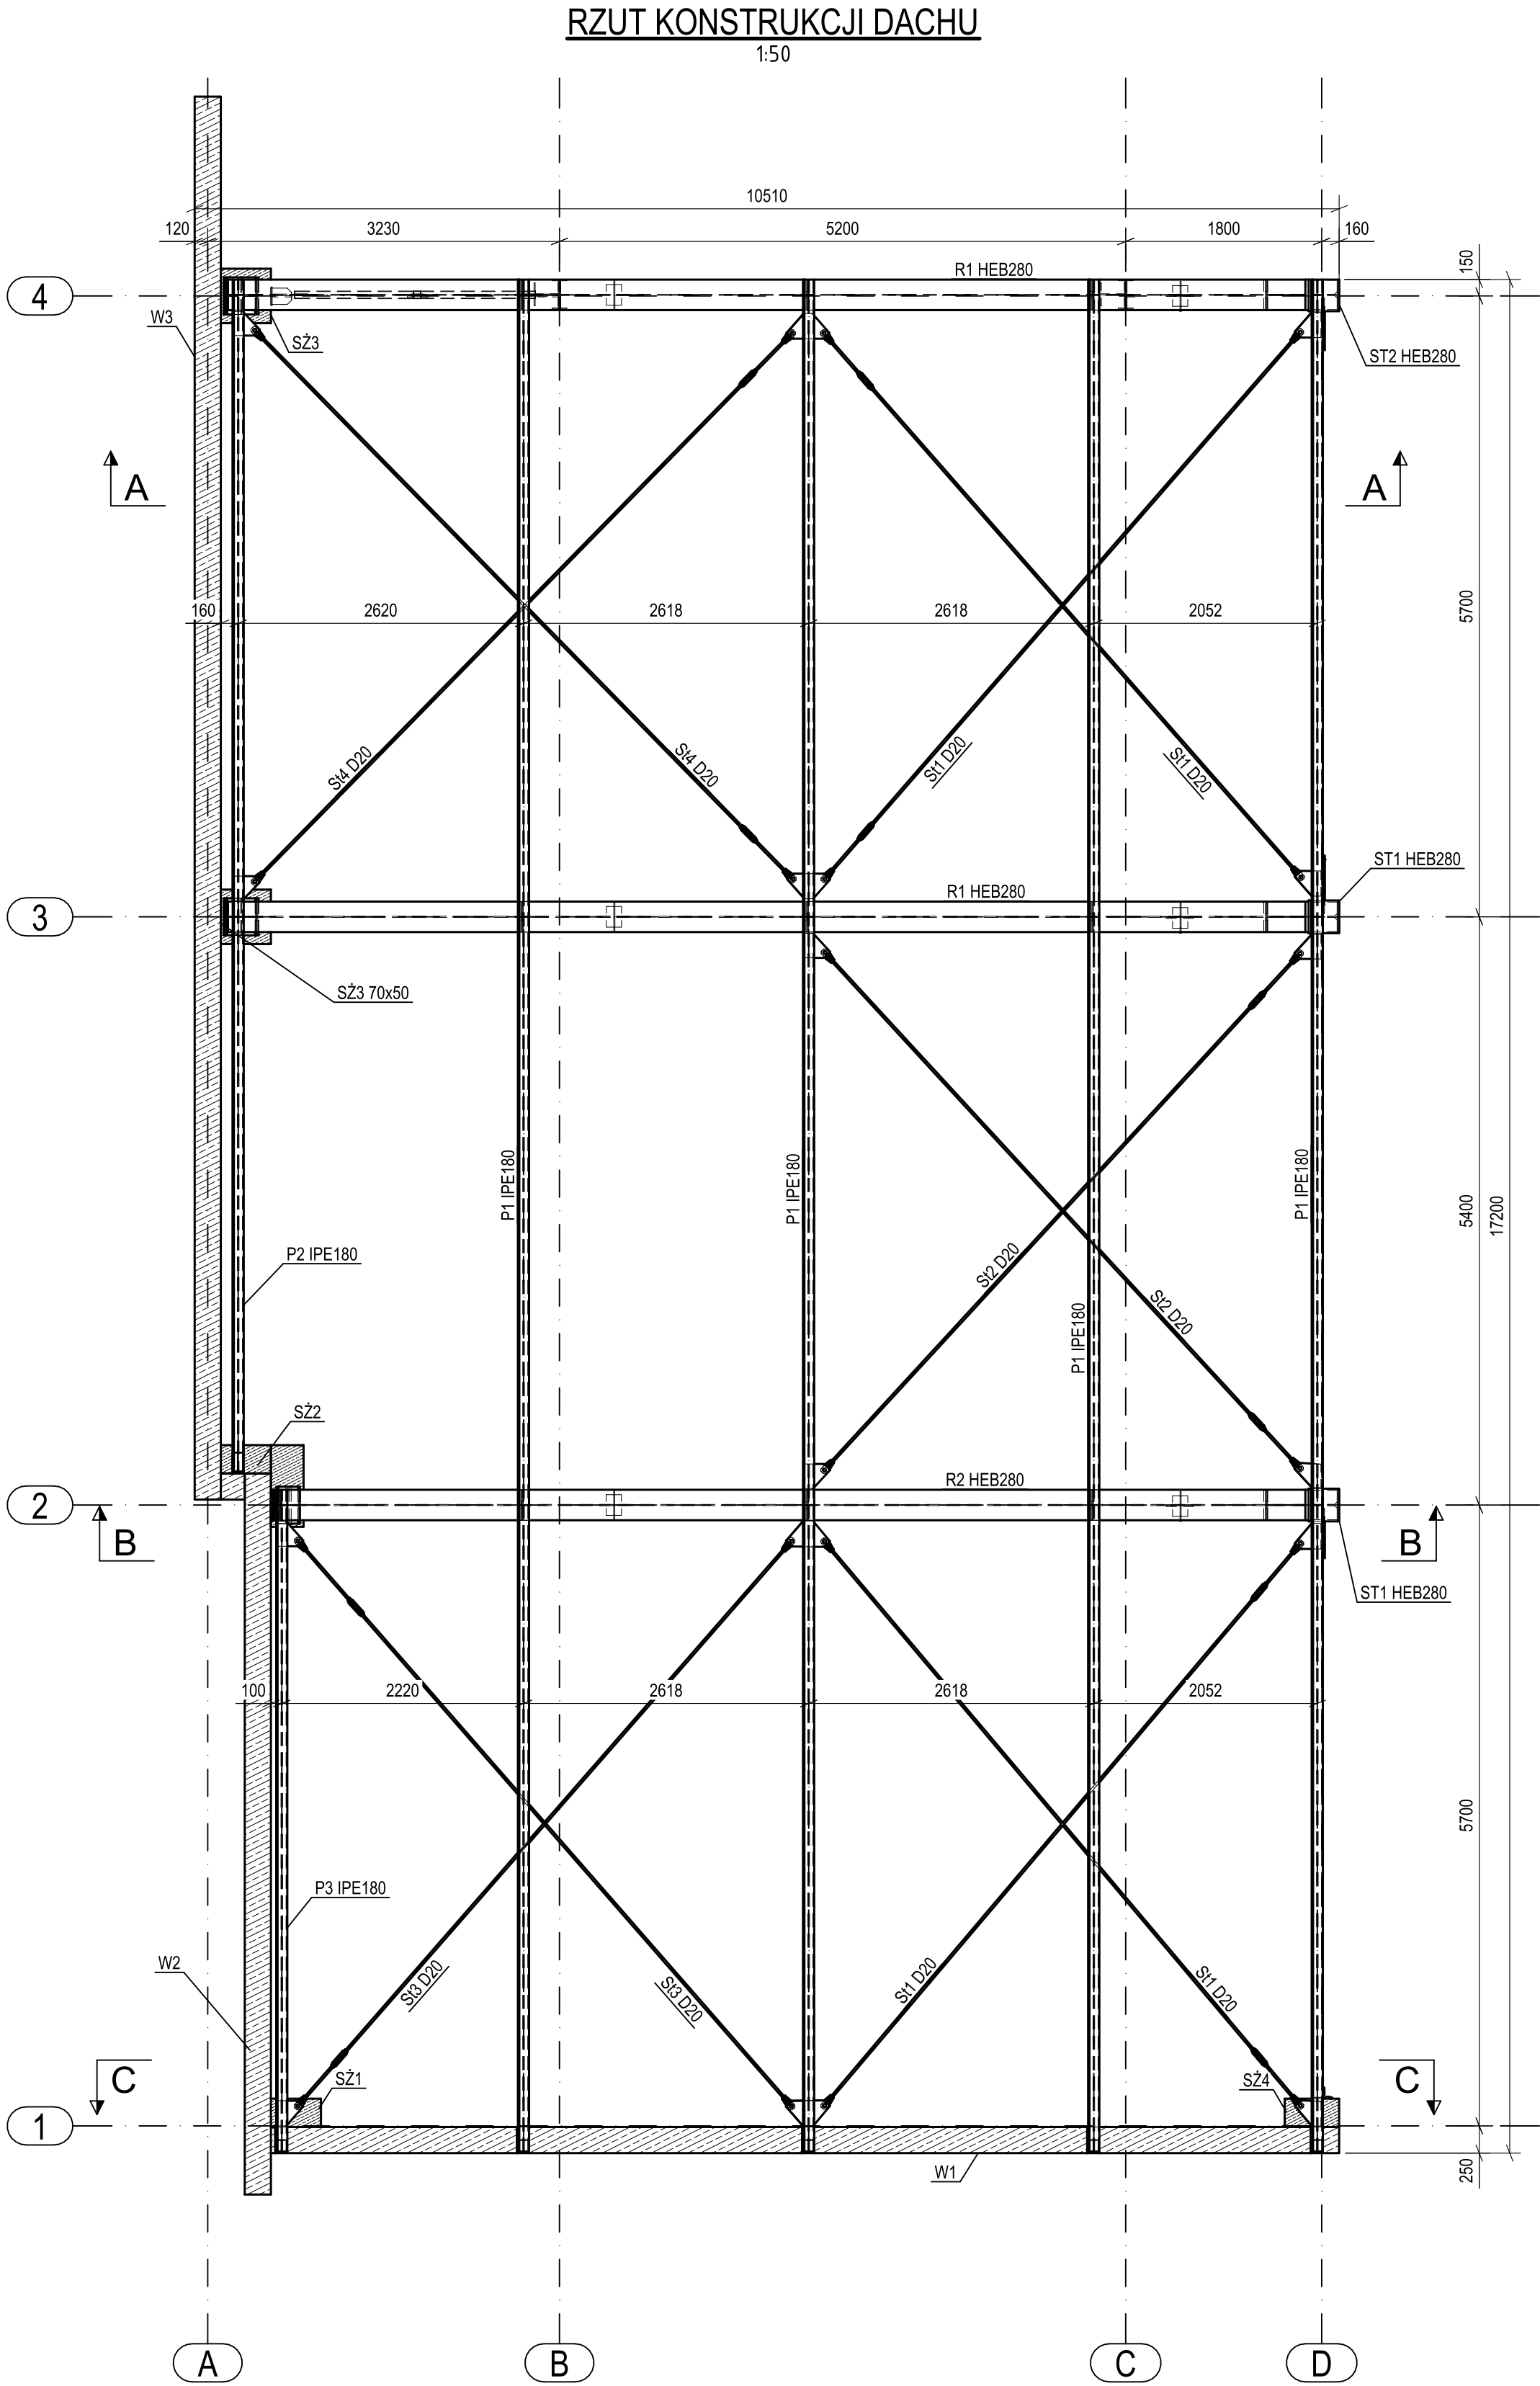 RZUT KONSTRUKCJI DACHU
1:50
10510
120
3230
5200
1800
160
150
R1 HEB280
4
W3
SŻ3
ST2 HEB280
A
A
5700
160
2620
2618
2618
2052
St4 D20
St4 D20
St1 D20
St1 D20
ST1 HEB280
R1 HEB280
3
SŻ3 70x50
P1 IPE180
P1 IPE180
P1 IPE180
5400
17200
P2 IPE180
St2 D20
St2 D20
P1 IPE180
SŻ2
R2 HEB280
2
B
B
ST1 HEB280
100
2220
2618
2618
2052
5700
P3 IPE180
W2
St3 D20
St3 D20
St1 D20
St1 D20
C
SŻ1
SŻ4
C
1
W1
250
A
B
C
D